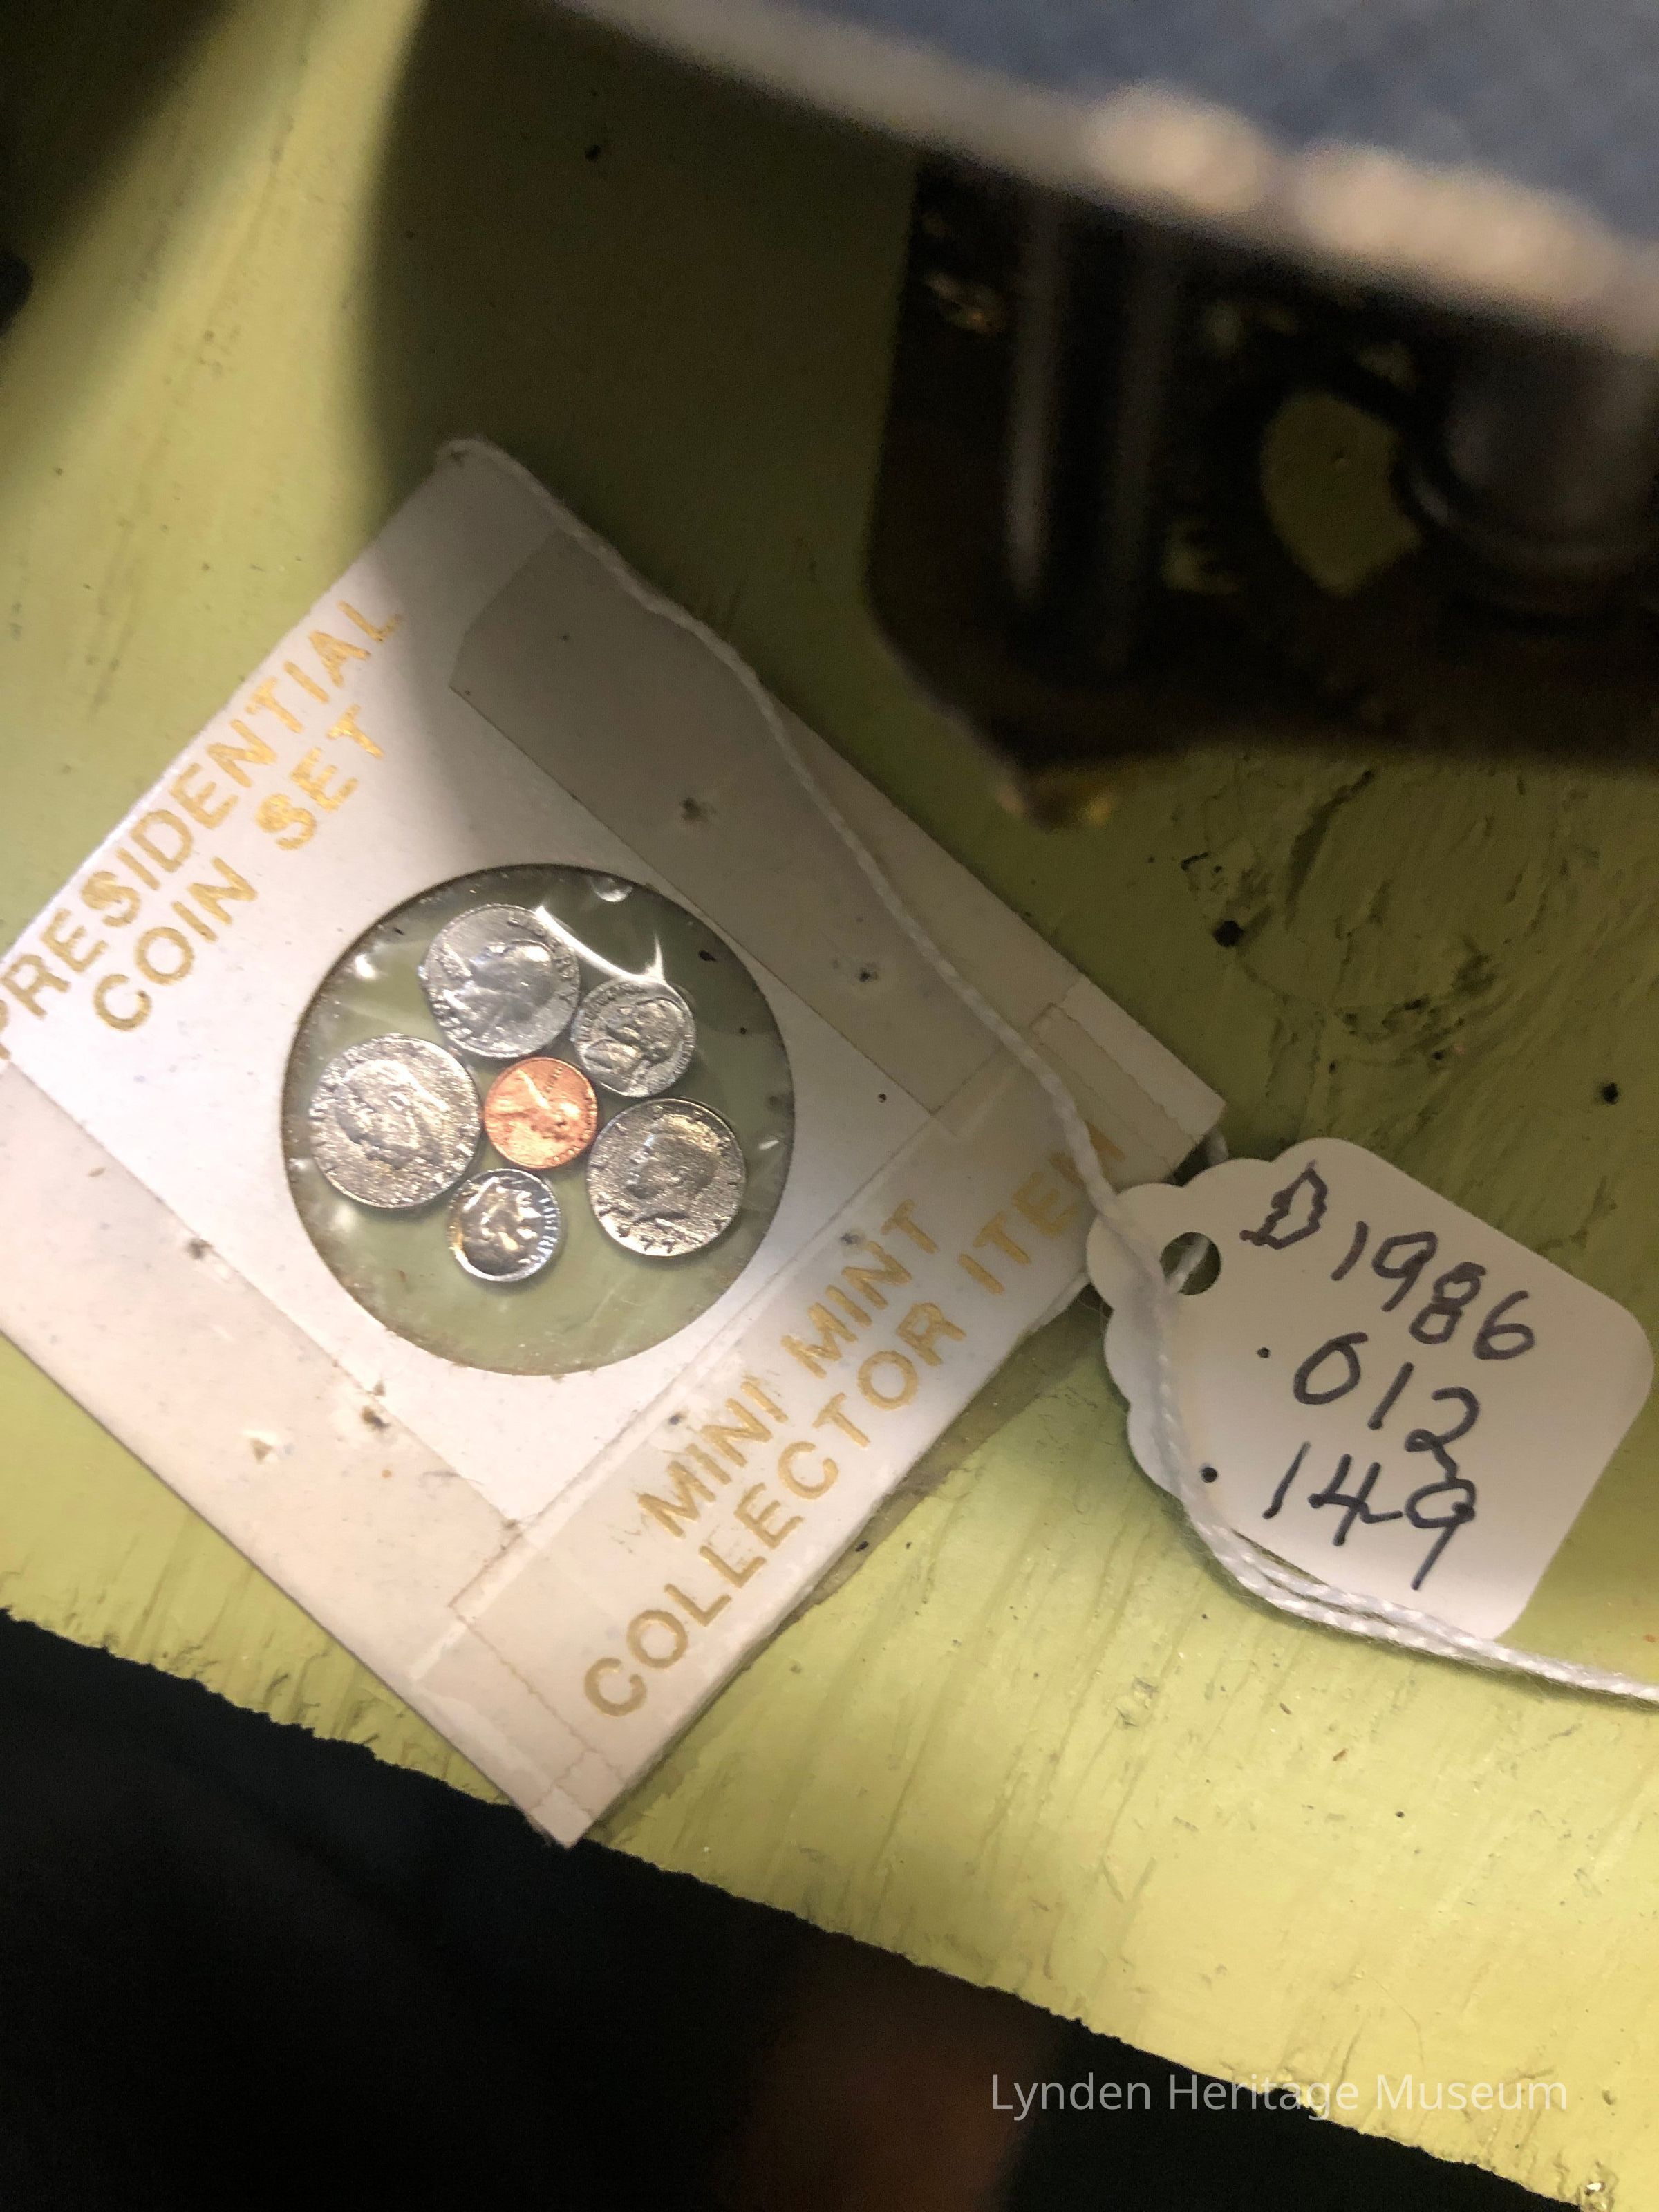 PRESIDENTIAL
COIN SET
MINI MINT
COLLECTOR ITEM
D1986
.012
.149
Lynden Heritage Museum